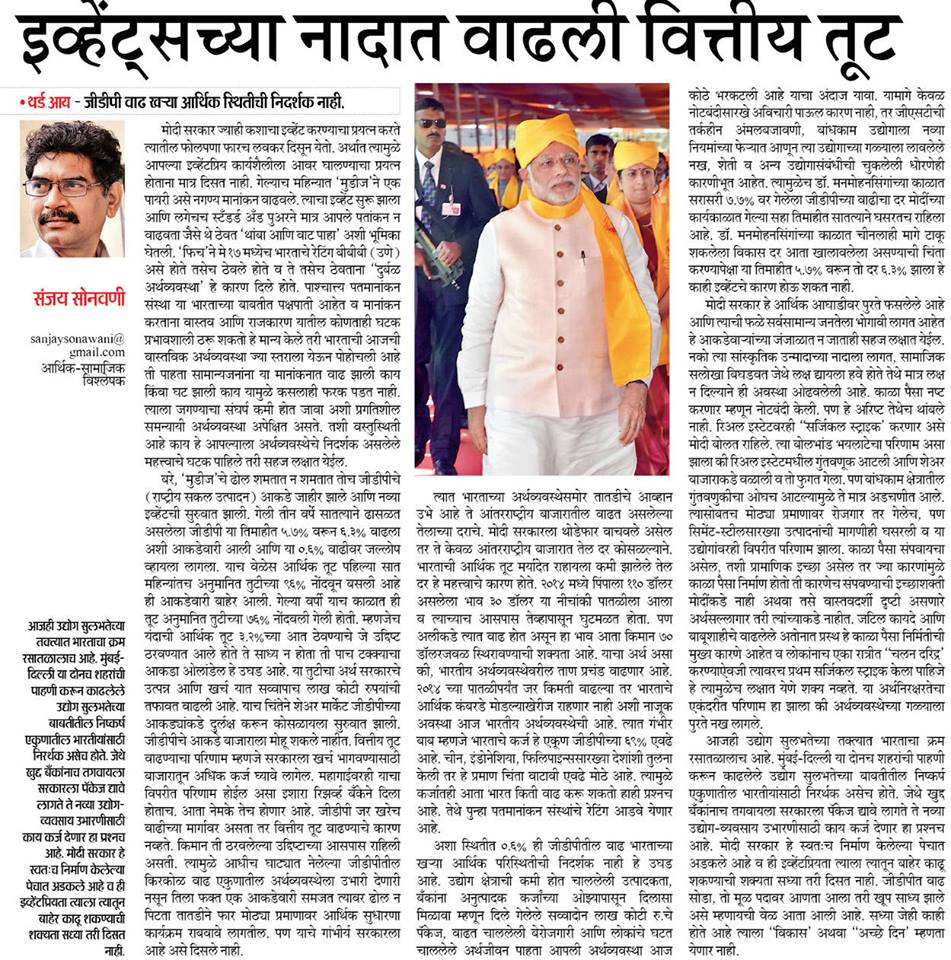 इव्हेंट्सच्या नादात वाढली वित्तीय तूट
• थर्ड आय - जीडीपी वाढ खऱ्या आर्थिक स्थितीची निदर्शक नाही.
संजय सोनवणी
sanjaysonawani@
gmail.com
आर्थिक-सामाजिक
विश्लेषक
मोदी सरकार ज्याही कशाचा इव्हेंट करण्याचा प्रयत्न करते
त्यातील फोलपणा फारच लवकर दिसून येतो. अर्थात त्यामुळे
आपल्या इव्हेंटप्रिय कार्यशैलीला आवर घालण्याचा प्रयत्न
होताना मात्र दिसत नाही. गेल्याच महिन्यात 'मुडीज'ने एक
पायरी असे नगण्य मानांकन वाढवले. त्याचा इव्हेंट सुरू झाला
आणि लगेचच स्टँडर्ड अँड पुअरने मात्र आपले पतांकन न
वाढवता जैसे थे ठेवत 'थांबा आणि वाट पाहा' अशी भूमिका
घेतली. 'फिच'ने मे १७ मध्येच भारताचे रेटिंग बीबीबी (उणे)
असे होते तसेच ठेवले होते व ते तसेच ठेवताना "दुर्बळ
अर्थव्यवस्था' हे कारण दिले होते. पाश्चात्त्य पतमानांकन
संस्था या भारताच्या बाबतीत पक्षपाती आहेत व मानांकन
करताना वास्तव आणि राजकारण यातील कोणताही घटक
प्रभावशाली ठरू शकतो हे मान्य केले तरी भारताची आजची
वास्तविक अर्थव्यवस्था ज्या स्तराला येऊन पोहोचली आहे
ती पाहता सामान्यजनांना या मानांकनात वाढ झाली काय
किंवा घट झाली काय यामुळे कसलाही फरक पडत नाही.
त्याला जगण्याचा संघर्ष कमी होत जावा अशी प्रगतिशील
समन्यायी अर्थव्यवस्था अपेक्षित असते. तशी वस्तुस्थिती
आहे काय हे आपल्याला अर्थव्यवस्थेचे निदर्शक असलेले
महत्त्वाचे घटक पाहिले तरी सहज लक्षात येईल.
बरे, 'मुडीज'चे ढोल शमतात न शमतात तोच जीडीपीचे
(राष्ट्रीय सकल उत्पादन) आकडे जाहीर झाले आणि नव्या
इव्हेंटची सुरुवात झाली. गेली तीन वर्षे सातत्याने ढासळत
असलेला जीडीपी या तिमाहीत ५.७% वरून ६.३% वाढला
अशी आकडेवारी आली आणि या ०.६% वाढीवर जल्लोष
व्हायला लागला. याच वेळेस आर्थिक तूट पहिल्या सात
महिन्यांतच अनुमानित तुटीच्या ९६% नोंदवून बसली आहे
ही आकडेवारी बाहेर आली. गेल्या वर्षी याच काळात ही
तूट अनुमानित तुटीच्या ७६% नोंदवली गेली होती. म्हणजेच
यंदाची आर्थिक तूट ३.२%च्या आत ठेवण्याचे जे उद्दिष्ट
ठरवण्यात आले होते ते साध्य न होता ती पाच टक्क्याचा
आकडा ओलांडेल हे उघड आहे. या तुटीचा अर्थ सरकारचे
उत्पन्न आणि खर्च यात सव्वापाच लाख कोटी रुपयांची
तफावत वाढली आहे. याच चिंतेने शेअर मार्केट जीडीपीच्या
आकड्यांकडे दुर्लक्ष करून कोसळायला सुरुवात झाली.
जीडीपीचे आकडे बाजाराला मोहू शकले नाहीत. वित्तीय तूट
वाढण्याचा परिणाम म्हणजे सरकारला खर्च भागवण्यासाठी
बाजारातून अधिक कर्ज घ्यावे लागेल. महागाईवरही याचा
विपरीत परिणाम होईल असा इशारा रिझर्व्ह बँकेने दिला
होताच. आता नेमके तेच होणार आहे. जीडीपी जर खरेच
वाढीच्या मार्गावर असता तर वित्तीय तूट वाढण्याचे कारण
नव्हते. किमान ती ठरवलेल्या उद्दिष्टाच्या आसपास राहिली
असती. त्यामुळे आधीच घाट्यात नेलेल्या जीडीपीतील
किरकोळ वाढ एकुणातील अर्थव्यवस्थेला उभारी देणारी
नसून तिला फक्त एक आकडेवारी समजत त्यावर ढोल न
पिटता तातडीने फार मोठ्या प्रमाणावर आर्थिक सुधारणा
कार्यक्रम राबवावे लागतील. पण याचे गांभीर्य सरकारला
आहे असे दिसले नाही.
आजही उद्योग सुलभतेच्या
तक्त्यात भारताचा क्रम
रसातळालाच आहे. मुंबई-
दिल्ली या दोनच शहरांची
पाहणी करून काढलेले
उद्योग सुलभतेच्या
बाबतीतील निष्कर्ष
एकुणातील भारतीयांसाठी
निरर्थक असेच होते. जेथे
खुद्द बँकांनाच तगवायला
सरकारला पॅकेज द्यावे
लागते ते नव्या उद्योग-
व्यवसाय उभारणीसाठी
काय कर्ज देणार हा प्रश्नच
आहे. मोदी सरकार हे
स्वतःच निर्माण केलेल्या
पेचात अडकले आहे व ही
इव्हेंटप्रियता त्याला त्यातून
बाहेर काढू शकण्याची
शक्यता सध्या तरी दिसत
नाही.
त्यात भारताच्या अर्थव्यवस्थेसमोर तातडीचे आव्हान
उभे आहे ते आंतरराष्ट्रीय बाजारातील वाढत असलेल्या
तेलाच्या दराचे. मोदी सरकारला थोडेफार वाचवले असेल
तर ते केवळ आंतरराष्ट्रीय बाजारात तेल दर कोसळल्याने.
भारताची आर्थिक तूट मर्यादेत राहायला कमी झालेले तेल
दर हे महत्त्वाचे कारण होते. २०१४ मध्ये पिंपाला ११० डॉलर
असलेला भाव ३० डॉलर या नीचांकी पातळीला आला
व त्याच्याच आसपास तेव्हापासून घुटमळत होता. पण
अलीकडे त्यात वाढ होत असून हा भाव आता किमान ७०
डॉलरजवळ स्थिरावण्याची शक्यता आहे. याचा अर्थ असा
की, भारतीय अर्थव्यवस्थेवरील ताण प्रचंड वाढणार आहे.
२०१४ च्या पातळीपर्यंत जर किमती वाढल्या तर भारताचे
आर्थिक कंबरडे मोडल्याखेरीज राहणार नाही अशी नाजूक
अवस्था आज भारतीय अर्थव्यवस्थेची आहे. त्यात गंभीर
बाब म्हणजे भारताचे कर्ज हे एकूण जीडीपीच्या ६९% एवढे
आहे. चीन, इंडोनेशिया, फिलिपाइन्ससारख्या देशांशी तुलना
केली तर हे प्रमाण चिंता वाटावी एवढे मोठे आहे. त्यामुळे
कर्जातही आता भारत किती वाढ करू शकतो हाही प्रश्नच
आहे. तेथे पुन्हा पतमानांकन संस्थांचे रेटिंग आडवे येणार
आहे.
अशा स्थितीत ०.६% ही जीडीपीतील वाढ भारताच्या
खऱ्या आर्थिक परिस्थितीची निदर्शक नाही हे उघड
आहे. उद्योग क्षेत्राची कमी होत चाललेली उत्पादकता,
बँकांना अनुत्पादक कर्जाच्या ओझ्यापासून दिलासा
मिळावा म्हणून दिले गेलेले सव्वादोन लाख कोटी रु.चे
पॅकेज, वाढत चाललेली बेरोजगारी आणि लोकांचे घटत
चाललेले अर्थजीवन पाहता आपली अर्थव्यवस्था आज
कोठे भरकटली आहे याचा अंदाज यावा. यामागे केवळ
नोटबंदीसारखे अविचारी पाऊल कारण नाही, तर जीएसटीची
तर्कहीन अंमलबजावणी, बांधकाम उद्योगाला नव्या
नियमांच्या फेऱ्यात आणून त्या उद्योगाच्या गळ्याला लावलेले
नख, शेती व अन्य उद्योगासंबंधीची चुकलेली धोरणेही
कारणीभूत आहेत. त्यामुळेच डॉ. मनमोहनसिंगांच्या काळात
सरासरी ७.७% वर गेलेला जीडीपीच्या वाढीचा दर मोदींच्या
कार्यकाळात गेल्या सहा तिमाहीत सातत्याने घसरतच राहिला
आहे. डॉ. मनमोहनसिंगांच्या काळात चीनलाही मागे टाकू
शकलेला विकास दर आता खालावलेला असण्याची चिंता
करण्यापेक्षा या तिमाहीत ५.७% वरून तो दर ६.३% झाला हे
काही इव्हेंटचे कारण होऊ शकत नाही.
मोदी सरकार हे आर्थिक आघाडीवर पुरते फसलेले आहे
आणि त्याची फळे सर्वसामान्य जनतेला भोगावी लागत आहेत
हे आकडेवाऱ्यांच्या जंजाळात न जाताही सहज लक्षात येईल.
नको त्या सांस्कृतिक उन्मादाच्या नादाला लागत, सामाजिक
सलोखा बिघडवत जेथे लक्ष द्यायला हवे होते तेथे मात्र लक्ष
न दिल्याने ही अवस्था ओढवलेली आहे. काळा पैसा नष्ट
करणार म्हणून नोटबंदी केली. पण हे अरिष्ट तेथेच थांबले
नाही. रिअल इस्टेटवरही "सर्जिकल स्ट्राइक' करणार असे
मोदी बोलत राहिले. त्या बोलभांड भयलाटेचा परिणाम असा
झाला की रिअल इस्टेटमधील गुंतवणूक आटली आणि शेअर
बाजाराकडे वळाली व तो फुगत गेला. पण बांधकाम क्षेत्रातील
गुंतवणुकीचा ओघच आटल्यामुळे ते मात्र अडचणीत आले.
त्यासोबतच मोठ्या प्रमाणावर रोजगार तर गेलेच, पण
सिमेंट-स्टीलसारख्या उत्पादनांची मागणीही घसरली व या
उद्योगांवरही विपरीत परिणाम झाला. काळा पैसा संपवायचा
असेल, तशी प्रामाणिक इच्छा असेल तर ज्या कारणांमुळे
काळा पैसा निर्माण होतो ती कारणेच संपवण्याची इच्छाशक्ती
मोदींकडे नाही अथवा तसे वास्तवदर्शी दृष्टी असणारे
अर्थसल्लागार तरी त्यांच्याकडे नाहीत. जटिल कायदे आणि
बाबूशाहीचे वाढलेले अतोनात प्रस्थ हे काळा पैसा निर्मितीची
मुख्य कारणे आहेत व लोकांनाच एका रात्रीत "चलन दरिद्र'
करण्याऐवजी त्यावरच प्रथम सर्जिकल स्ट्राइक केला पाहिजे
हे त्यामुळेच लक्षात येणे शक्य नव्हते. या अर्थनिरक्षरतेचा
एकंदरीत परिणाम हा झाला की अर्थव्यवस्थेच्या गळ्याला
पुरते नख लागले.
आजही उद्योग सुलभतेच्या तक्त्यात भारताचा क्रम
रसातळालाच आहे. मुंबई-दिल्ली या दोनच शहरांची पाहणी
करून काढलेले उद्योग सुलभतेच्या बाबतीतील निष्कर्ष
एकुणातील भारतीयांसाठी निरर्थक असेच होते. जेथे खुद्द
बँकांनाच तगवायला सरकारला पॅकेज द्यावे लागते ते नव्या
उद्योग-व्यवसाय उभारणीसाठी काय कर्ज देणार हा प्रश्नच
आहे. मोदी सरकार हे स्वतःच निर्माण केलेल्या पेचात
अडकले आहे व ही इव्हेंटप्रियता त्याला त्यातून बाहेर काढू
शकण्याची शक्यता सध्या तरी दिसत नाही. जीडीपीत वाढ
सोडा, तो मूळ पदावर आणता आला तरी खूप साध्य झाले
असे म्हणायची वेळ आता आली आहे. सध्या जेही काही
होते आहे त्याला "विकास' अथवा "अच्छे दिन' म्हणता
येणार नाही.